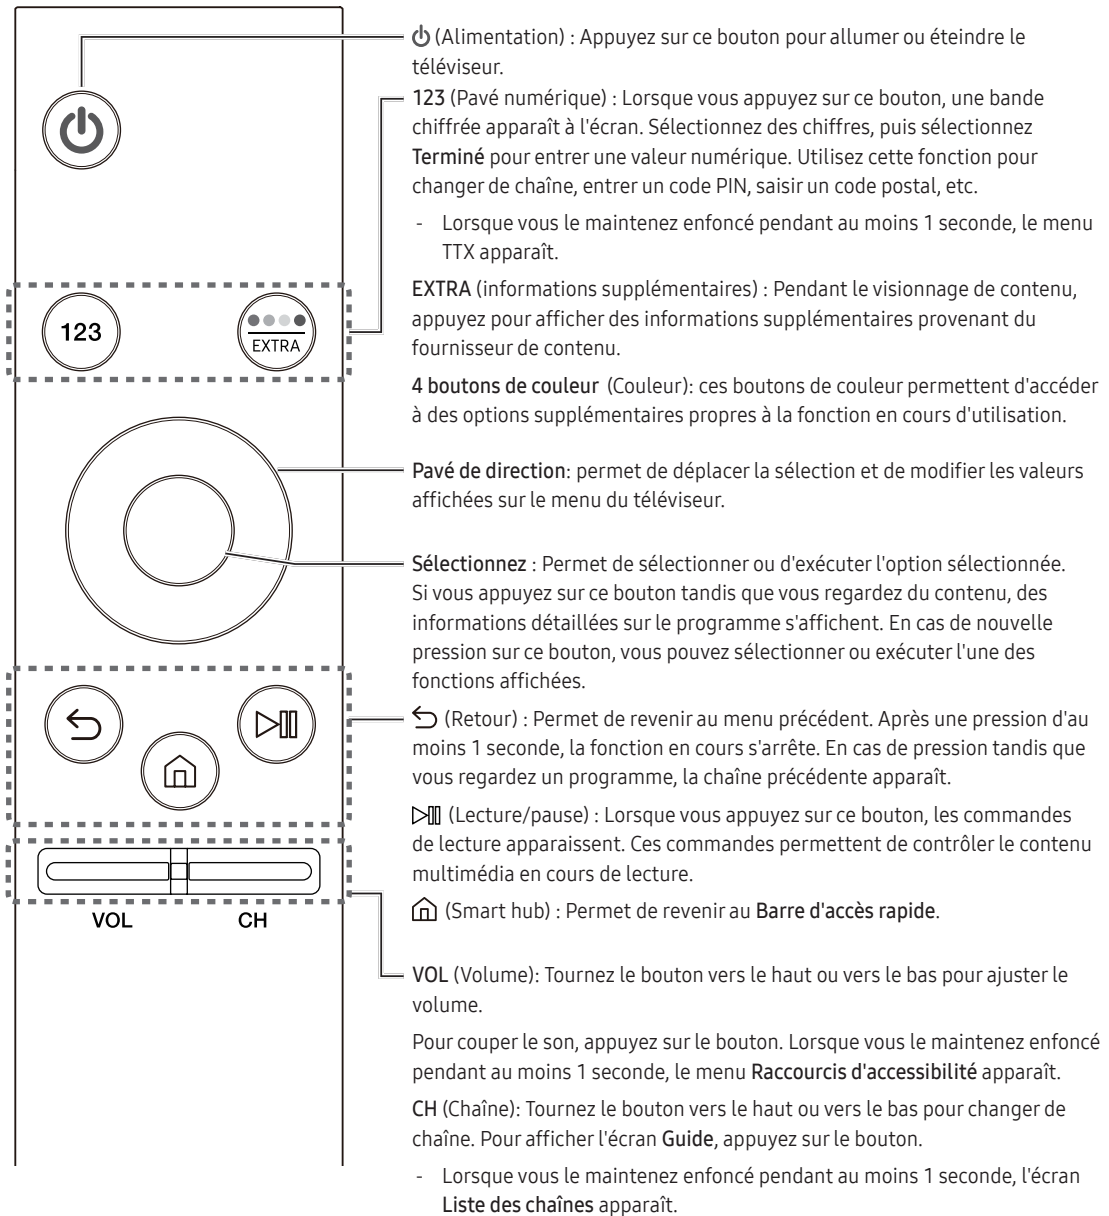 (Alimentation) : Appuyez sur ce bouton pour allumer ou éteindre le
téléviseur.
123 (Pavé numérique) : Lorsque vous appuyez sur ce bouton, une bande
chiffrée apparaît à l'écran. Sélectionnez des chiffres, puis sélectionnez
Terminé pour entrer une valeur numérique. Utilisez cette fonction pour
changer de chaîne, entrer un code PIN, saisir un code postal, etc.
- Lorsque vous le maintenez enfoncé pendant au moins 1 seconde, le menu
TTX apparaît.
123
EXTRA
EXTRA (informations supplémentaires) : Pendant le visionnage de contenu,
appuyez pour afficher des informations supplémentaires provenant du
fournisseur de contenu.
4 boutons de couleur (Couleur): ces boutons de couleur permettent d'accéder
à des options supplémentaires propres à la fonction en cours d'utilisation.
Pavé de direction: permet de déplacer la sélection et de modifier les valeurs
affichées sur le menu du téléviseur.
Sélectionnez : Permet de sélectionner ou d'exécuter l'option sélectionnée.
Si vous appuyez sur ce bouton tandis que vous regardez du contenu, des
informations détaillées sur le programme s'affichent. En cas de nouvelle
pression sur ce bouton, vous pouvez sélectionner ou exécuter l'une des
fonctions affichées.
(Retour) : Permet de revenir au menu précédent. Après une pression d'au
moins 1 seconde, la fonction en cours s'arrête. En cas de pression tandis que
vous regardez un programme, la chaîne précédente apparaît.
(Lecture/pause) : Lorsque vous appuyez sur ce bouton, les commandes
de lecture apparaissent. Ces commandes permettent de contrôler le contenu
multimédia en cours de lecture.
(Smart hub) : Permet de revenir au Barre d'accès rapide.
VOL
CH
VOL (Volume): Tournez le bouton vers le haut ou vers le bas pour ajuster le
volume.
Pour couper le son, appuyez sur le bouton. Lorsque vous le maintenez enfoncé
pendant au moins 1 seconde, le menu Raccourcis d'accessibilité apparaît.
CH (Chaîne): Tournez le bouton vers le haut ou vers le bas pour changer de
chaîne. Pour afficher l'écran Guide, appuyez sur le bouton.
- Lorsque vous le maintenez enfoncé pendant au moins 1 seconde, l'écran
Liste des chaînes apparaît.